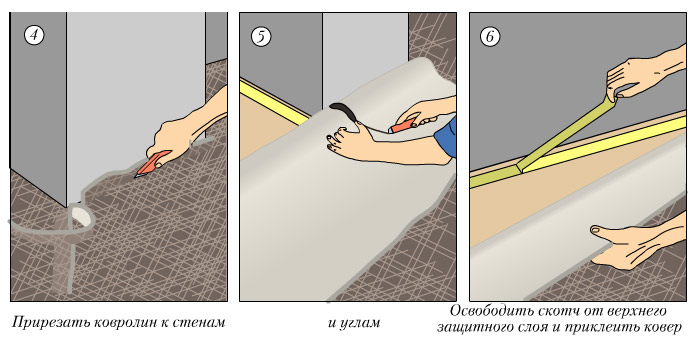 4
5
6
Прирезать ковролин к стенам
и углам
Освободить скотч от верхнего
защитного слоя и приклеить ковер